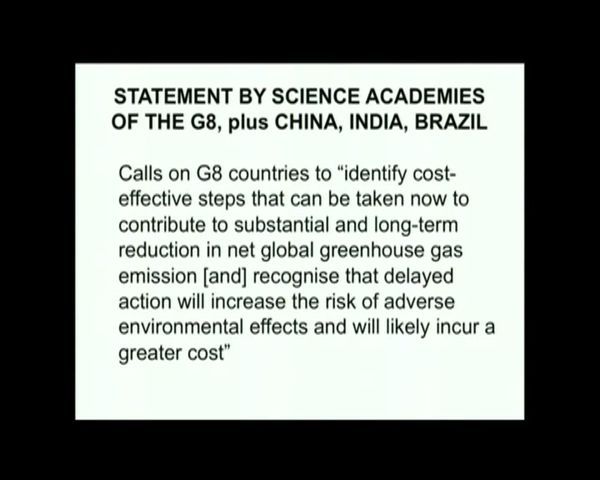 STATEMENT BY SCIENCE ACADEMIES
OF THE G8, plus CHINA, INDIA, BRAZIL
Calls on G8 countries to “identify cost-
effective steps that can be taken now to
contribute to substantial and long-term
reduction in net global greenhouse gas
emission [and] recognise that delayed
action will increase the risk of adverse
environmental effects and will likely incur a
greater cost”